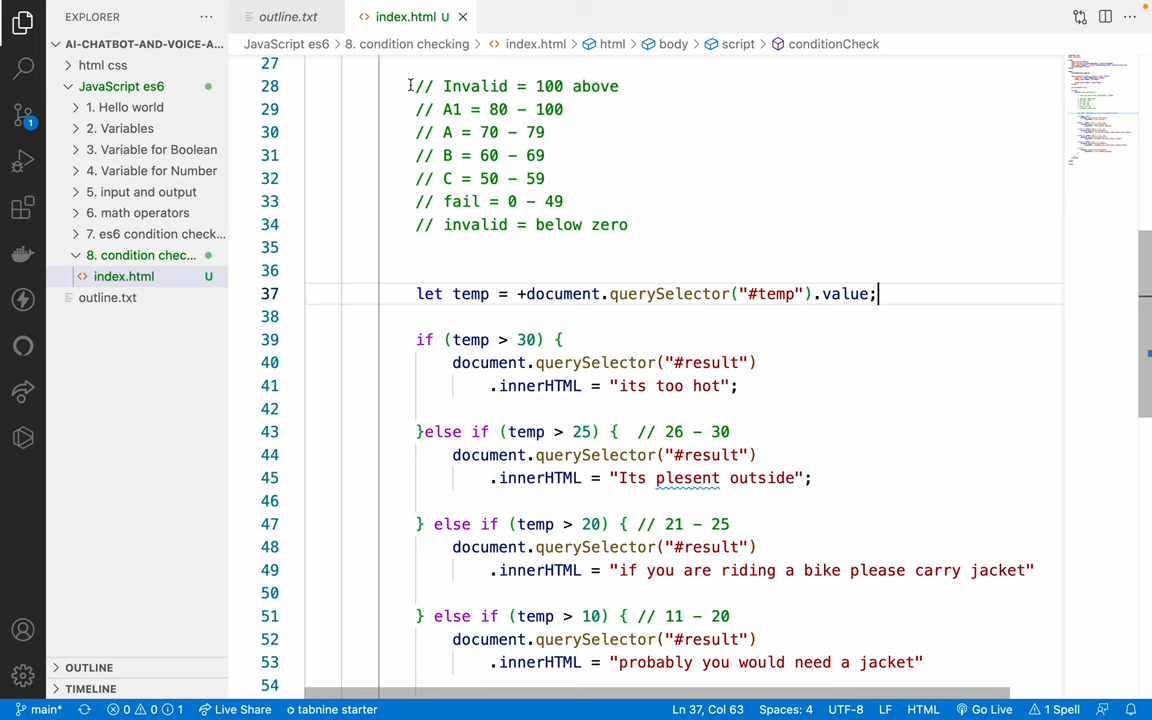 EXPLORER
outline.txt
index.html U
AI-CHATBOT-AND-VOICE-A...
JavaScript es6 > 8. condition checking > index.html > html > body > script > conditionCheck
html css
JavaScript es6
1. Hello world
2. Variables
3. Variable for Boolean
4. Variable for Number
5. input and output
6. math operators
7. es6 condition check...
8. condition chec...
index.html U
outline.txt
27
28 // Invalid = 100 above
29 // A1 = 80 - 100
30 // A = 70 - 79
31 // B = 60 - 69
32 // C = 50 - 59
33 // fail = 0 - 49
34 // invalid = below zero
35
36
37 let temp = +document.querySelector("#temp").value;
38
39 if (temp > 30) {
40 document.querySelector("#result")
41 .innerHTML = "its too hot";
42
43 }else if (temp > 25) { // 26 - 30
44 document.querySelector("#result")
45 .innerHTML = "Its plesent outside";
46
47 } else if (temp > 20) { // 21 - 25
48 document.querySelector("#result")
49 .innerHTML = "if you are riding a bike please carry jacket"
50
51 } else if (temp > 10) { // 11 - 20
52 document.querySelector("#result")
53 .innerHTML = "probably you would need a jacket"
54
1
OUTLINE
TIMELINE
main* 0 0 1 Live Share tabnine starter Ln 37, Col 63 Spaces: 4 UTF-8 LF HTML Go Live 1 Spell